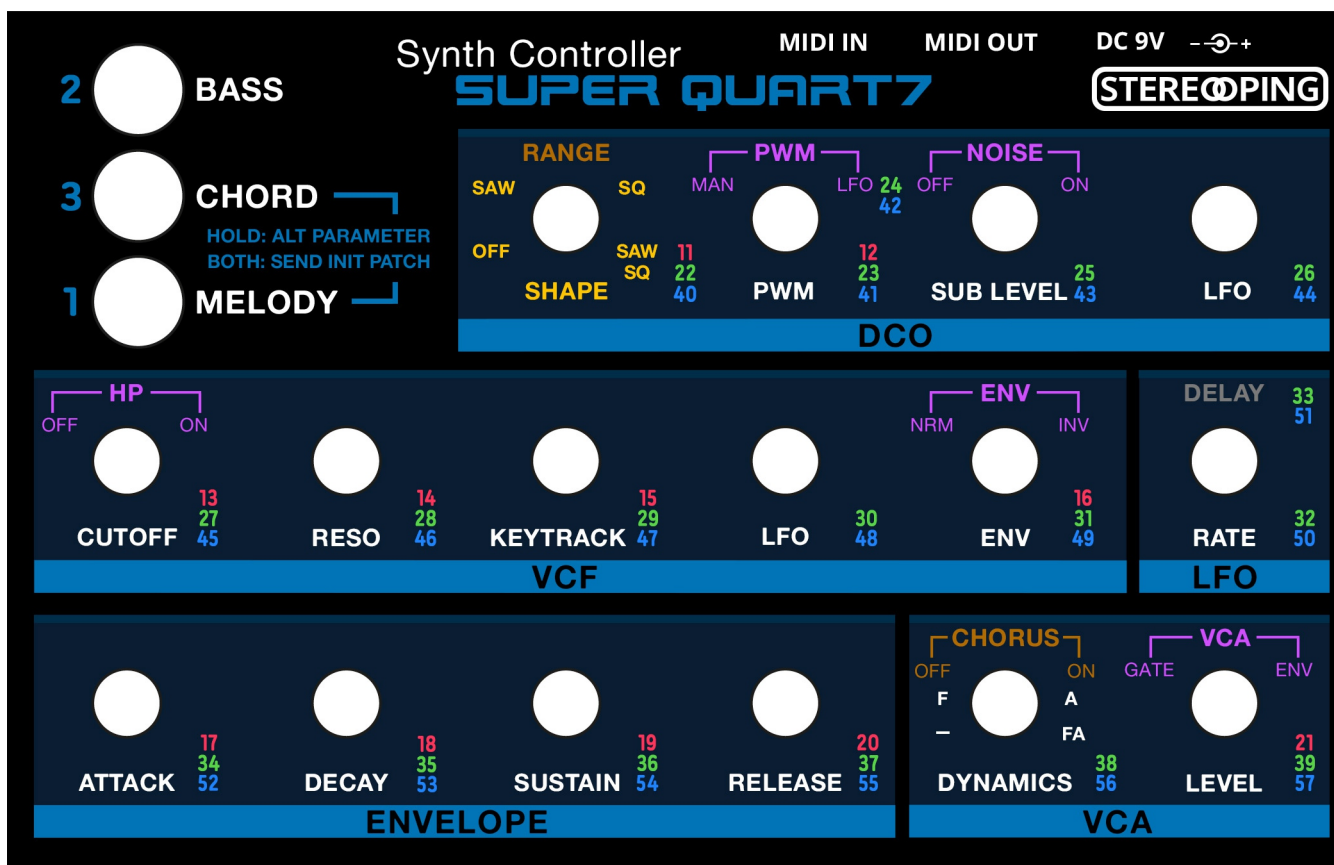 Synth Controller
SUPER QUART7
MIDI IN
MIDI OUT
DC 9V
STEREOPING
2 BASS
3 CHORD
HOLD: ALT PARAMETER
BOTH: SEND INIT PATCH
1 MELODY
RANGE
SAW SQ
OFF SAW
SQ
SHAPE
11
22
40
PWM
MAN LFO
24
42
PWM
12
23
41
NOISE
OFF ON
SUB LEVEL
25
43
LFO
26
44
DCO
HP
OFF ON
CUTOFF
13
27
45
RESO
14
28
46
KEYTRACK
15
29
47
LFO
30
48
ENV
NRM INV
ENV
16
31
49
VCF
DELAY
33
51
RATE
32
50
LFO
ATTACK
17
34
52
DECAY
18
35
53
SUSTAIN
19
36
54
RELEASE
20
37
55
ENVELOPE
CHORUS
OFF ON
F A
– FA
DYNAMICS
38
56
VCA
GATE ENV
LEVEL
21
39
57
VCA